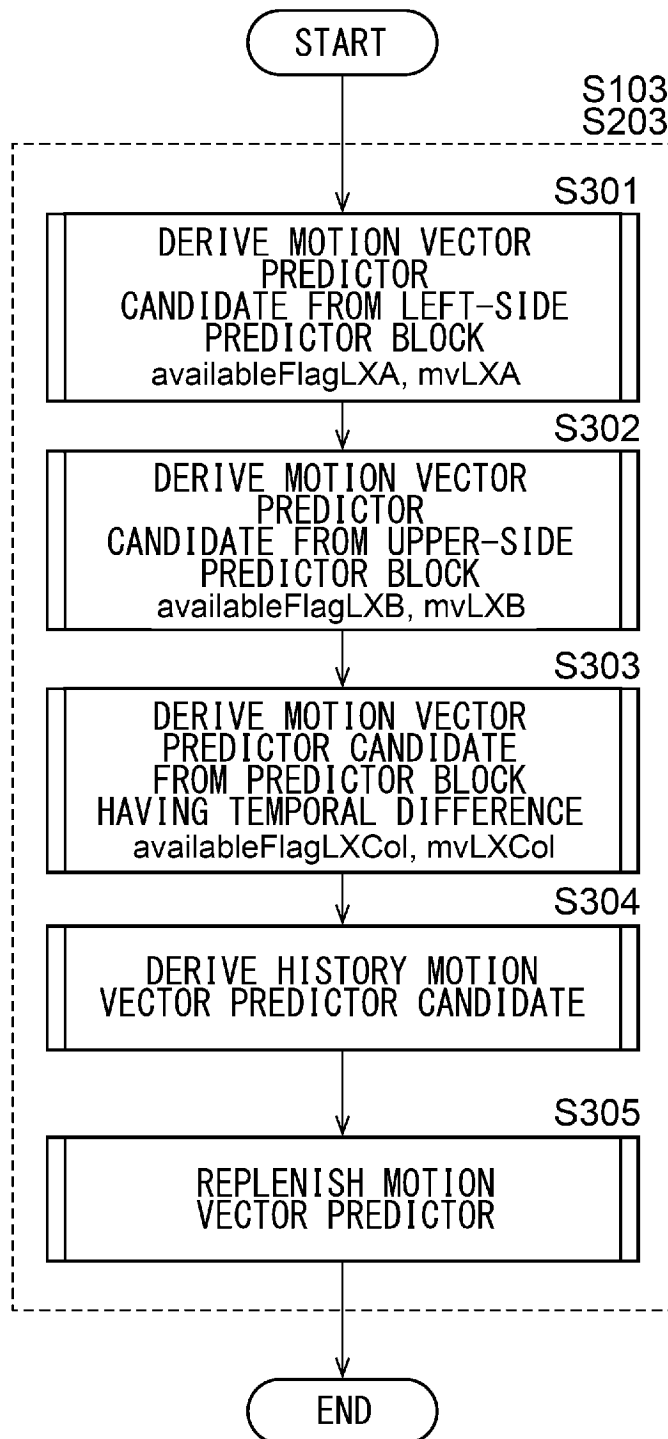 START
S103
S203
S301
DERIVE MOTION VECTOR
PREDICTOR
CANDIDATE FROM LEFT-SIDE
PREDICTOR BLOCK
availableFlagLXA, mvLXA
S302
DERIVE MOTION VECTOR
PREDICTOR
CANDIDATE FROM UPPER-SIDE
PREDICTOR BLOCK
availableFlagLXB, mvLXB
S303
DERIVE MOTION VECTOR
PREDICTOR CANDIDATE
FROM PREDICTOR BLOCK
HAVING TEMPORAL DIFFERENCE
availableFlagLXCol, mvLXCol
S304
DERIVE HISTORY MOTION
VECTOR PREDICTOR CANDIDATE
S305
REPLENISH MOTION
VECTOR PREDICTOR
END